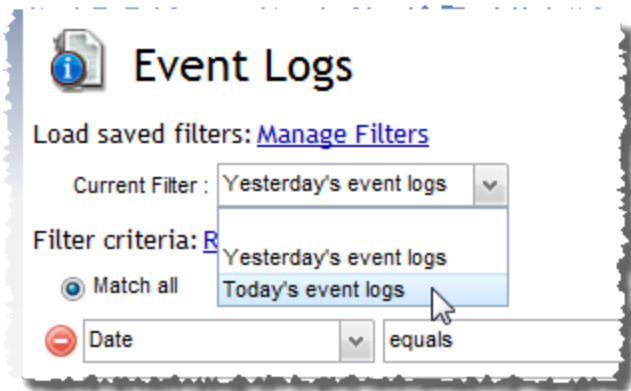 Event Logs
Load saved filters: Manage Filters
Current Filter : Yesterday's event logs
Filter criteria: R
Yesterday's event logs
Match all
Today's event logs
Date equals